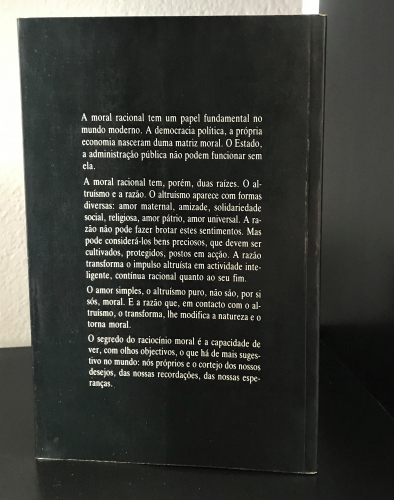 A moral racional tem um papel fundamental no
mundo moderno. A democracia política, a própria
economia nasceram duma matriz moral. O Estado,
a administração pública não podem funcionar sem
ela.
A moral racional tem, porém, duas raízes. O al-
truísmo e a razão. O altruísmo aparece com formas
diversas: amor maternal, amizade, solidariedade
social, religiosa, amor pátrio, amor universal. A ra-
zão não pode fazer brotar estes sentimentos. Mas
pode considerá-los bens preciosos, que devem ser
cultivados, protegidos, postos em acção. A razão
transforma o impulso altruísta em actividade inte-
ligente, contínua racional quanto ao seu fim.
O amor simples, o altruísmo puro, não são, por si
sós, moral. E a razão que, em contacto com o al-
truísmo, o transforma, lhe modifica a natureza e o
torna moral.
O segredo do raciocínio moral é a capacidade de
ver, com olhos objectivos, o que há de mais suges-
tivo no mundo: nós próprios e o cortejo dos nossos
desejos, das nossas recordações, das nossas espe-
ranças.